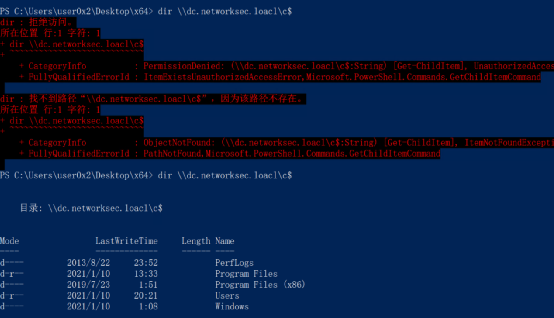 PS C:\Users\user0x2\Desktop\x64> dir \\dc.networksec.loacl\c$
dir : 拒绝访问。
所在位置 行:1 字符: 1
+ dir \\dc.networksec.loacl\c$
+ ~~~~~~~~~~~~~~~~~~~~~~~~~~~~
+ CategoryInfo : PermissionDenied: (\\dc.networksec.loacl\c$:String) [Get-ChildItem], UnauthorizedAcces
+ FullyQualifiedErrorId : ItemExistsUnauthorizedAccessError,Microsoft.PowerShell.Commands.GetChildItemCommand
dir : 找不到路径“\\dc.networksec.loacl\c$”,因为该路径不存在。
所在位置 行:1 字符: 1
+ dir \\dc.networksec.loacl\c$
+ ~~~~~~~~~~~~~~~~~~~~~~~~~~~~
+ CategoryInfo : ObjectNotFound: (\\dc.networksec.loacl\c$:String) [Get-ChildItem], ItemNotFoundExcepti
+ FullyQualifiedErrorId : PathNotFound,Microsoft.PowerShell.Commands.GetChildItemCommand
PS C:\Users\user0x2\Desktop\x64> dir \\dc.networksec.loacl\c$
目录: \\dc.networksec.loacl\c$
Mode LastWriteTime Length Name
---- ------------- ------ ----
d---- 2013/8/22 23:52 PerfLogs
d-r-- 2021/1/10 13:33 Program Files
d---- 2019/7/23 1:51 Program Files (x86)
d-r-- 2021/1/10 20:21 Users
d---- 2021/1/10 1:08 Windows